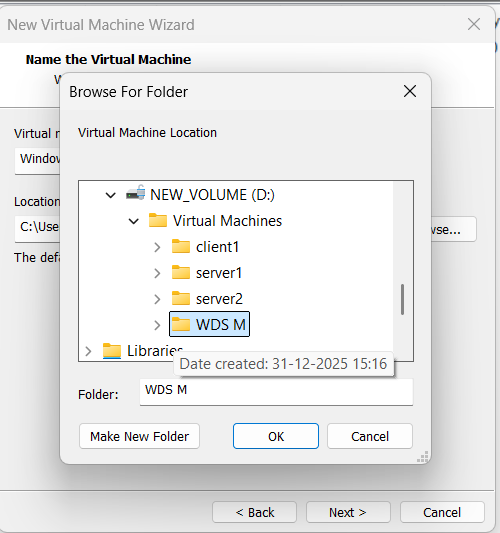 New Virtual Machine Wizard
Name the Virtual Machine
Browse For Folder
Virtual Machine Location
NEW_VOLUME (D:)
Virtual Machines
client1
server1
server2
WDS M
Libraries
Date created: 31-12-2025 15:16
Folder: WDS M
Make New Folder OK Cancel
Virtual
Window
Location
C:\Use
wse...
The defa
< Back Next > Cancel